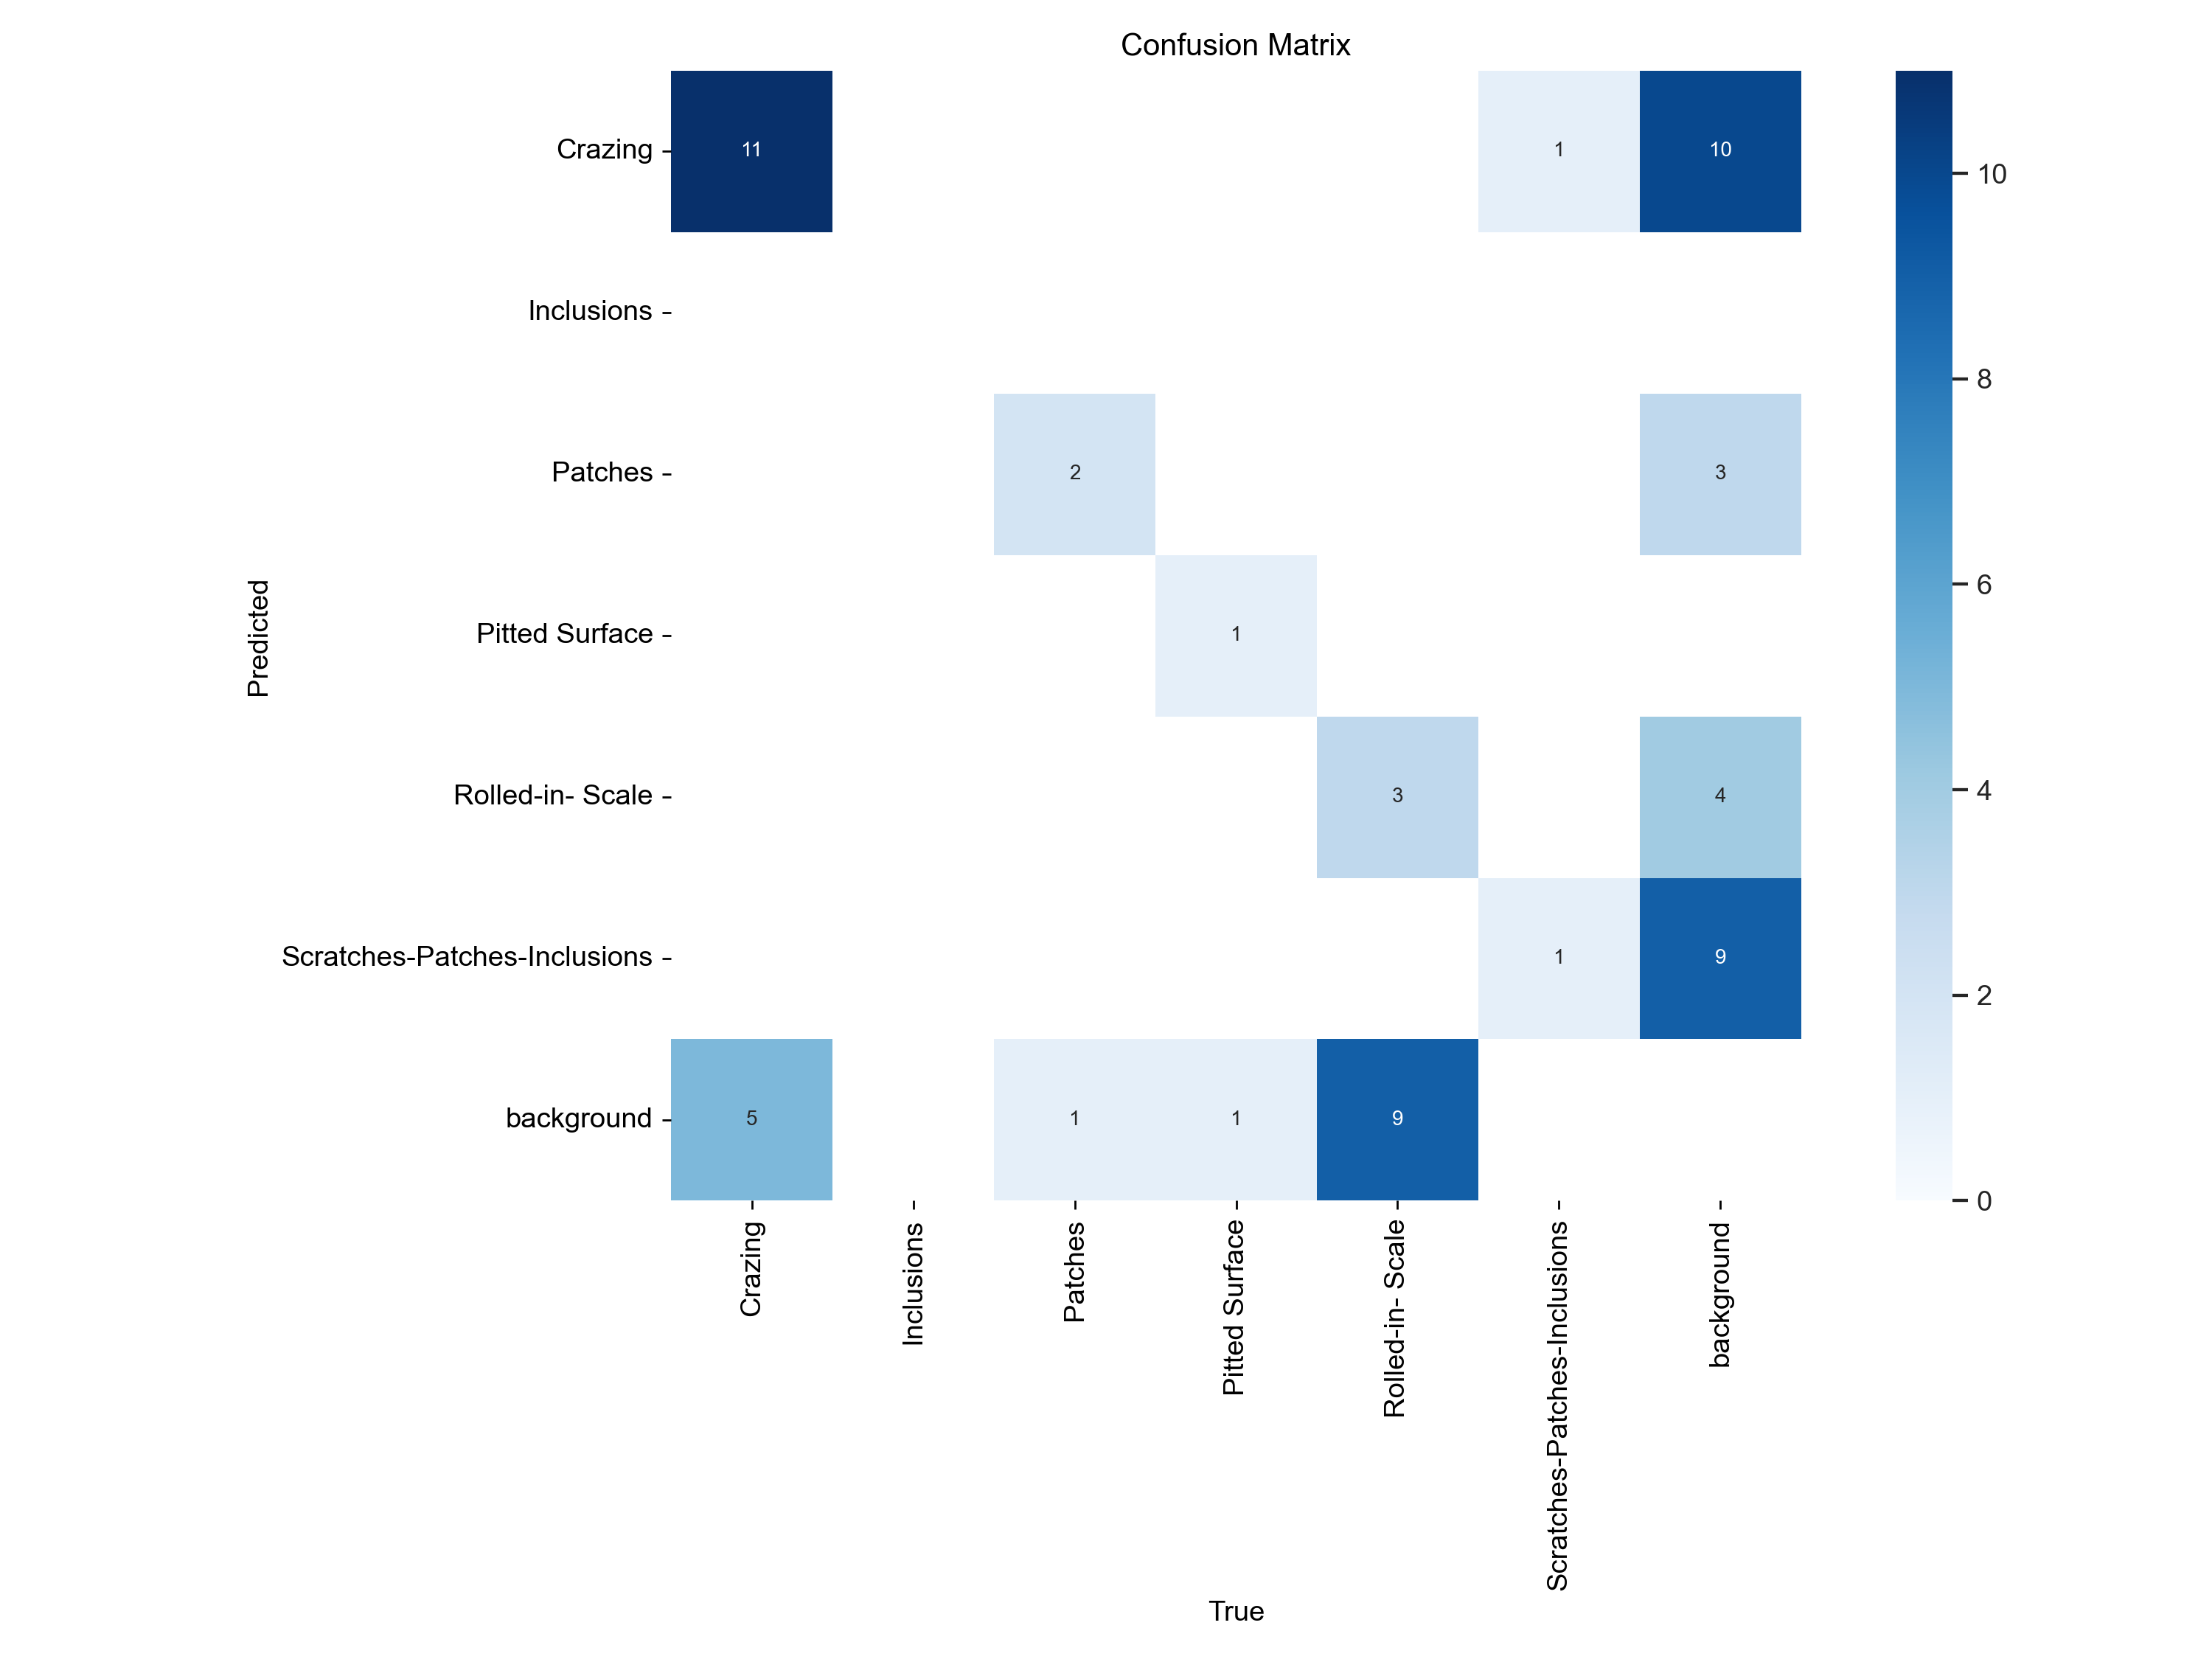 Confusion Matrix
Crazing
11
1
10
10
Inclusions
8
Patches
2
3
Predicted
6
Pitted Surface
1
Rolled-in- Scale
3
4
4
Scratches-Patches-Inclusions
1
9
2
background
5
1
1
9
0
Crazing
Inclusions
Patches
Pitted Surface
Rolled-in- Scale
Scratches-Patches-Inclusions
background
True